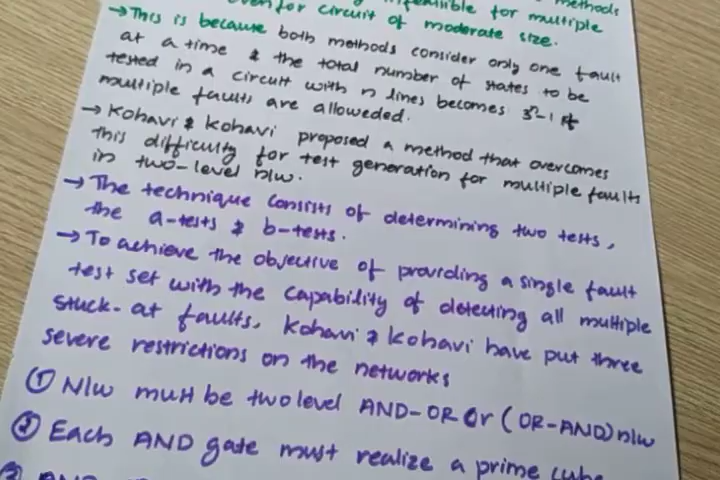 methods
even for circuit of moderate size. for multiple
→ This is because both methods consider only one fault
at a time & the total number of states to be
tested in a circuit with n lines becomes 3ⁿ-1 if
multiple faults are alloweded.
→ Kohavi & Kohavi proposed a method that overcomes
this difficulty for test generation for multiple faults
in two-level n/w.
→ The technique consists of determining two tests,
the a-tests & b-tests.
→ To achieve the objective of providing a single fault
test set with the capability of detecting all multiple
stuck-at faults, Kohavi & Kohavi have put three
severe restrictions on the networks
① N/w must be two level AND-OR or (OR-AND) n/w
② Each AND gate must realize a prime cube